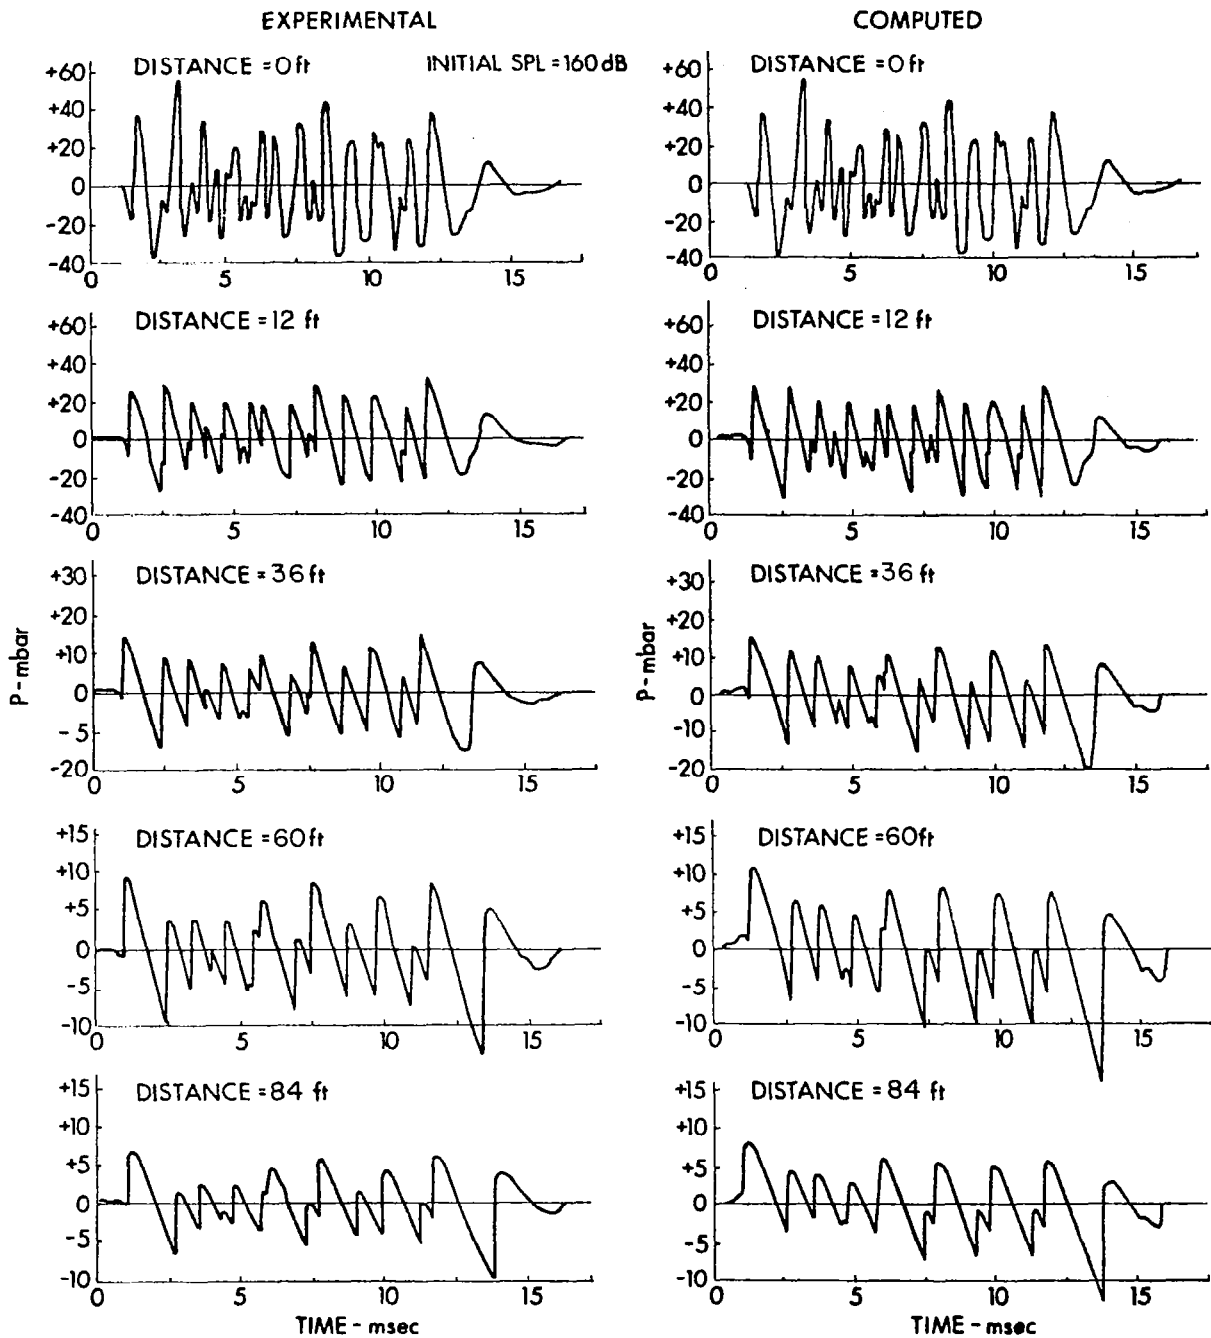 EXPERIMENTAL COMPUTED
DISTANCE = 0 ft INITIAL SPL = 160 dB
+60
+40
+20
0
-20
-40
0 5 10 15
DISTANCE = 0 ft
+60
+40
+20
0
-20
-40
0 5 10 15
DISTANCE = 12 ft
+60
+40
+20
0
-20
-40
0 5 10 15
DISTANCE = 12 ft
+60
+40
+20
0
-20
-40
0 5 10 15
DISTANCE = 36 ft
P - mbar
+30
+20
+10
0
-5
-20
0 5 10 15
DISTANCE = 36 ft
P - mbar
+30
+20
+10
0
-10
-20
0 5 10 15
DISTANCE = 60 ft
+15
+10
+5
0
-5
-10
0 5 10 15
DISTANCE = 60 ft
+15
+10
+5
0
-5
-10
0 5 10 15
DISTANCE = 84 ft
+15
+10
+5
0
-5
-10
0 5 10 15
TIME - msec
DISTANCE = 84 ft
+15
+10
+5
0
-5
-10
0 5 10 15
TIME - msec